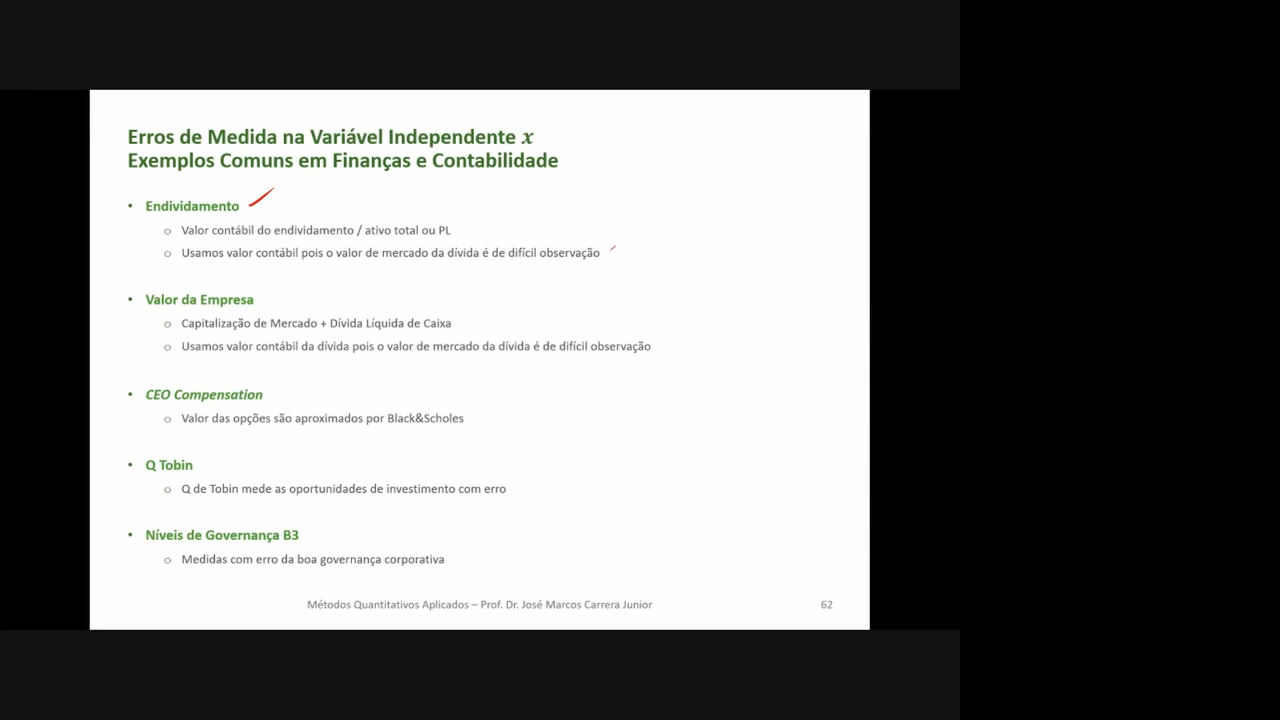 Erros de Medida na Variável Independente x
Exemplos Comuns em Finanças e Contabilidade
• Endividamento
o Valor contábil do endividamento / ativo total ou PL
o Usamos valor contábil pois o valor de mercado da dívida é de difícil observação
• Valor da Empresa
o Capitalização de Mercado + Dívida Líquida de Caixa
o Usamos valor contábil da dívida pois o valor de mercado da dívida é de difícil observação
• CEO Compensation
o Valor das opções são aproximados por Black&Scholes
• Q Tobin
o Q de Tobin mede as oportunidades de investimento com erro
• Níveis de Governança B3
o Medidas com erro da boa governança corporativa
Métodos Quantitativos Aplicados – Prof. Dr. José Marcos Carrera Junior 62